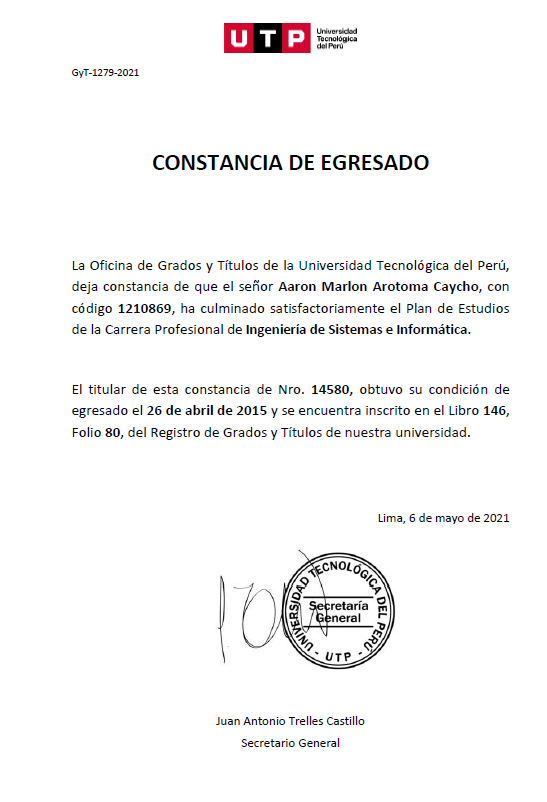 UTP Universidad
Tecnológica
del Perú
GyT-1279-2021
CONSTANCIA DE EGRESADO
La Oficina de Grados y Títulos de la Universidad Tecnológica del Perú,
deja constancia de que el señor Aaron Marlon Arotoma Caycho, con
código 1210869, ha culminado satisfactoriamente el Plan de Estudios
de la Carrera Profesional de Ingeniería de Sistemas e Informática.
El titular de esta constancia de Nro. 14580, obtuvo su condición de
egresado el 26 de abril de 2015 y se encuentra inscrito en el Libro 146,
Folio 80, del Registro de Grados y Títulos de nuestra universidad.
Lima, 6 de mayo de 2021
UNIVERSIDAD TECNOLÓGICA DEL PERÚ
Secretaría
General
- UTP -
Juan Antonio Trelles Castillo
Secretario General